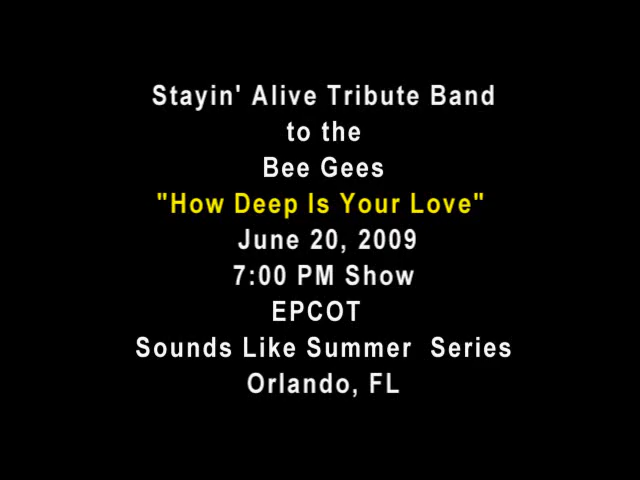 Stayin' Alive Tribute Band
to the
Bee Gees
"How Deep Is Your Love"
June 20, 2009
7:00 PM Show
EPCOT
Sounds Like Summer  Series
Orlando, FL